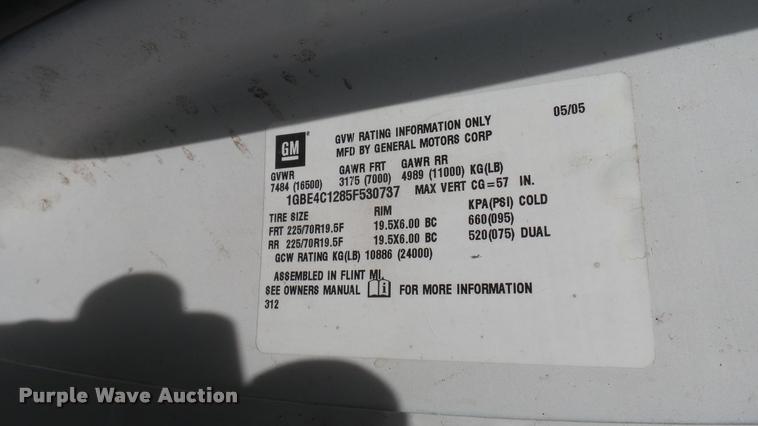 GM
®
GVW RATING INFORMATION ONLY 05/05
MFD BY GENERAL MOTORS CORP
GVWR GAWR FRT GAWR RR
7484 (16500) 3175 (7000) 4989 (11000) KG(LB)
1GBE4C1285F530737 MAX VERT CG=57 IN.
TIRE SIZE RIM KPA(PSI) COLD
FRT 225/70R19.5F 19.5X6.00 BC 660(095)
RR 225/70R19.5F 19.5X6.00 BC 520(075) DUAL
GCW RATING KG(LB) 10886 (24000)
ASSEMBLED IN FLINT MI.
SEE OWNERS MANUAL i FOR MORE INFORMATION
312
Purple Wave Auction